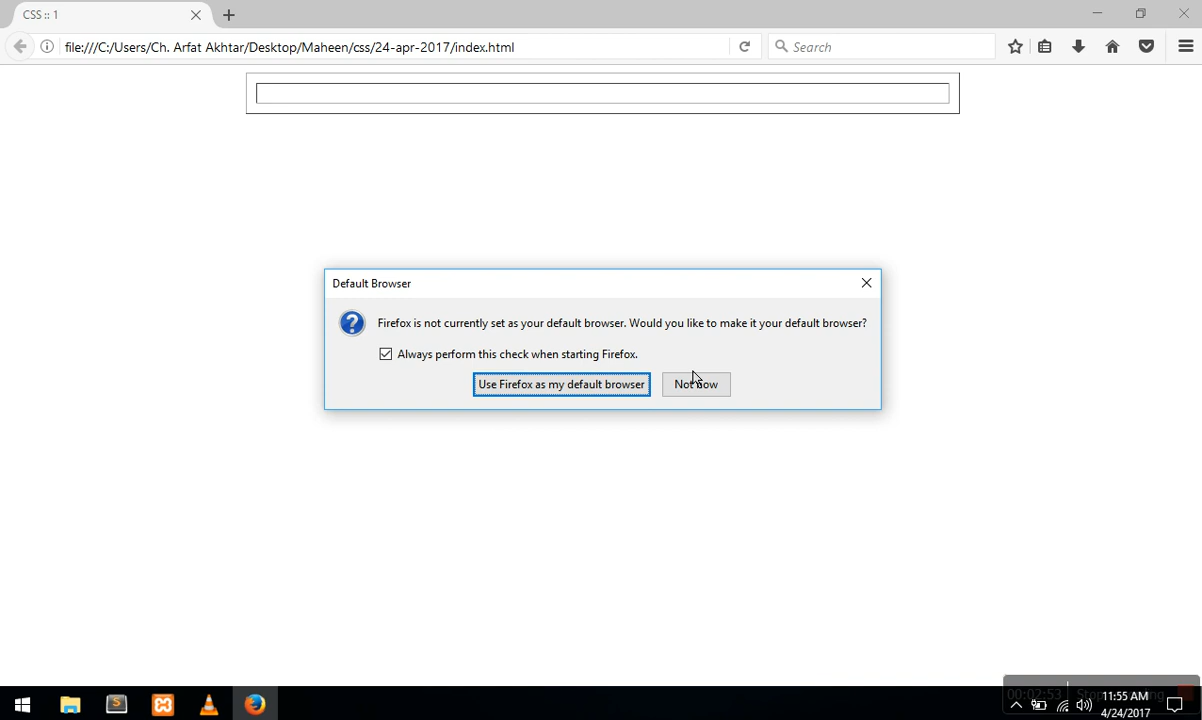 CSS :: 1
file:///C:/Users/Ch. Arfat Akhtar/Desktop/Maheen/css/24-apr-2017/index.html
Search
Default Browser
Firefox is not currently set as your default browser. Would you like to make it your default browser?
Always perform this check when starting Firefox.
Use Firefox as my default browser
Not now
00:02:53
11:55 AM
4/24/2017